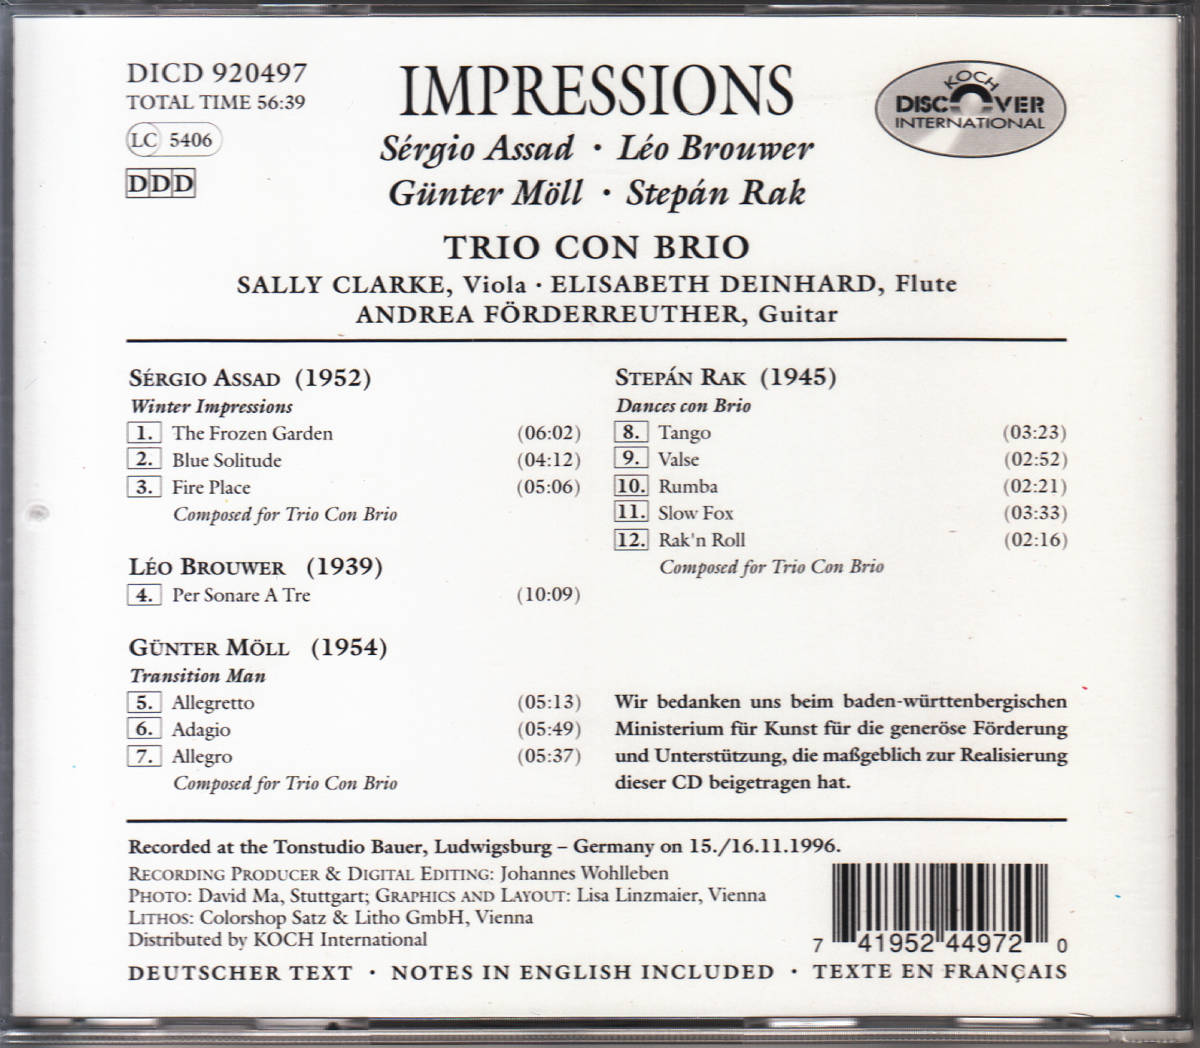 DICD 920497
TOTAL TIME 56:39
LC 5406
DDD
IMPRESSIONS
Sérgio Assad · Léo Brouwer
Günter Möll · Stepán Rak
KOCH
DISCOVER
INTERNATIONAL
TRIO CON BRIO
SALLY CLARKE, Viola · ELISABETH DEINHARD, Flute
ANDREA FÖRDERREUTHER, Guitar
SÉRGIO ASSAD (1952)
Winter Impressions
1. The Frozen Garden (06:02)
2. Blue Solitude (04:12)
3. Fire Place (05:06)
Composed for Trio Con Brio
LÉO BROUWER (1939)
4. Per Sonare A Tre (10:09)
GÜNTER MÖLL (1954)
Transition Man
5. Allegretto (05:13)
6. Adagio (05:49)
7. Allegro (05:37)
Composed for Trio Con Brio
STEPÁN RAK (1945)
Dances con Brio
8. Tango (03:23)
9. Valse (02:52)
10. Rumba (02:21)
11. Slow Fox (03:33)
12. Rak'n Roll (02:16)
Composed for Trio Con Brio
Wir bedanken uns beim baden-württenbergischen
Ministerium für Kunst für die generöse Förderung
und Unterstützung, die maßgeblich zur Realisierung
dieser CD beigetragen hat.
Recorded at the Tonstudio Bauer, Ludwigsburg – Germany on 15./16.11.1996.
RECORDING PRODUCER & DIGITAL EDITING: Johannes Wohlleben
PHOTO: David Ma, Stuttgart; GRAPHICS AND LAYOUT: Lisa Linzmaier, Vienna
LITHOS: Colorshop Satz & Litho GmbH, Vienna
Distributed by KOCH International
7 41952 44972 0
DEUTSCHER TEXT · NOTES IN ENGLISH INCLUDED · TEXTE EN FRANÇAIS